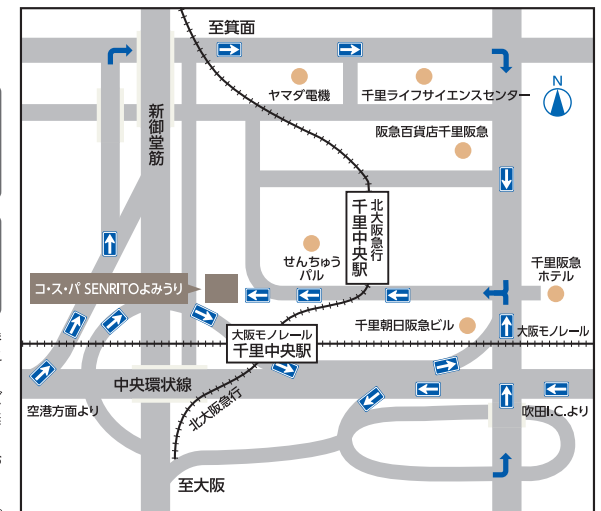 至箕面
ヤマダ電機
千里ライフサイエンスセンター
N
新御堂筋
阪急百貨店千里阪急
北大阪急行
千里中央駅
せんちゅう
パル
千里阪急
ホテル
コ・ス・パ SENRITOよみうり
千里朝日阪急ビル
大阪モノレール
大阪モノレール
千里中央駅
中央環状線
北大阪急行
空港方面より
吹田I.C.より
至大阪